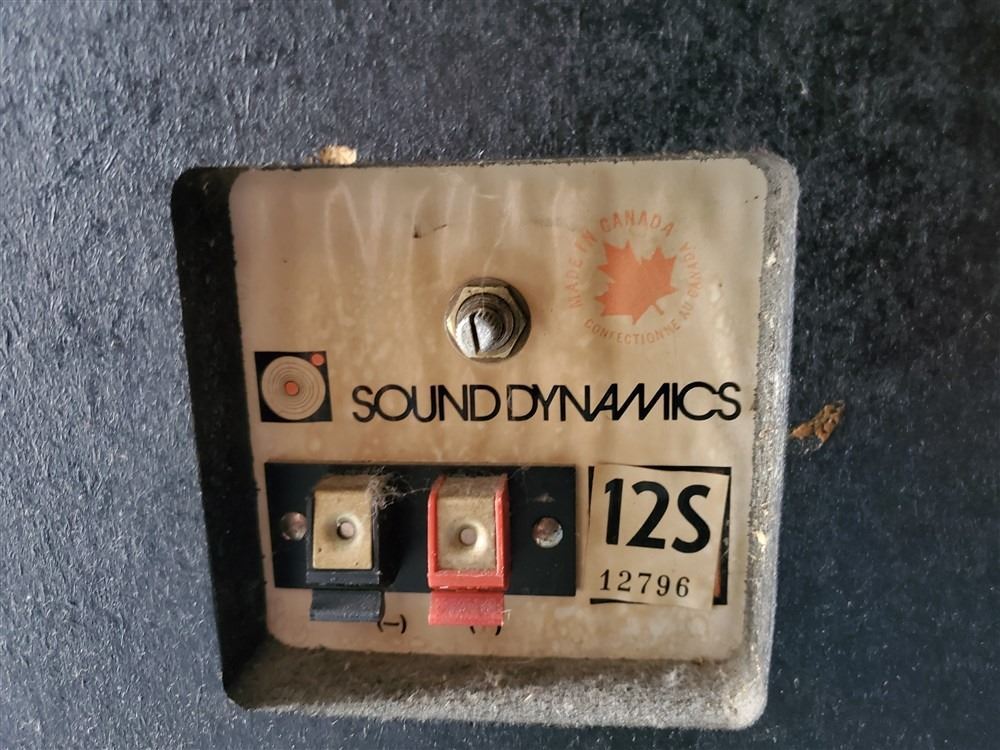 MADE IN CANADA
CONFECTIONNE AU CANADA
SOUND DYNAMICS
12S
12796
(−) (+)